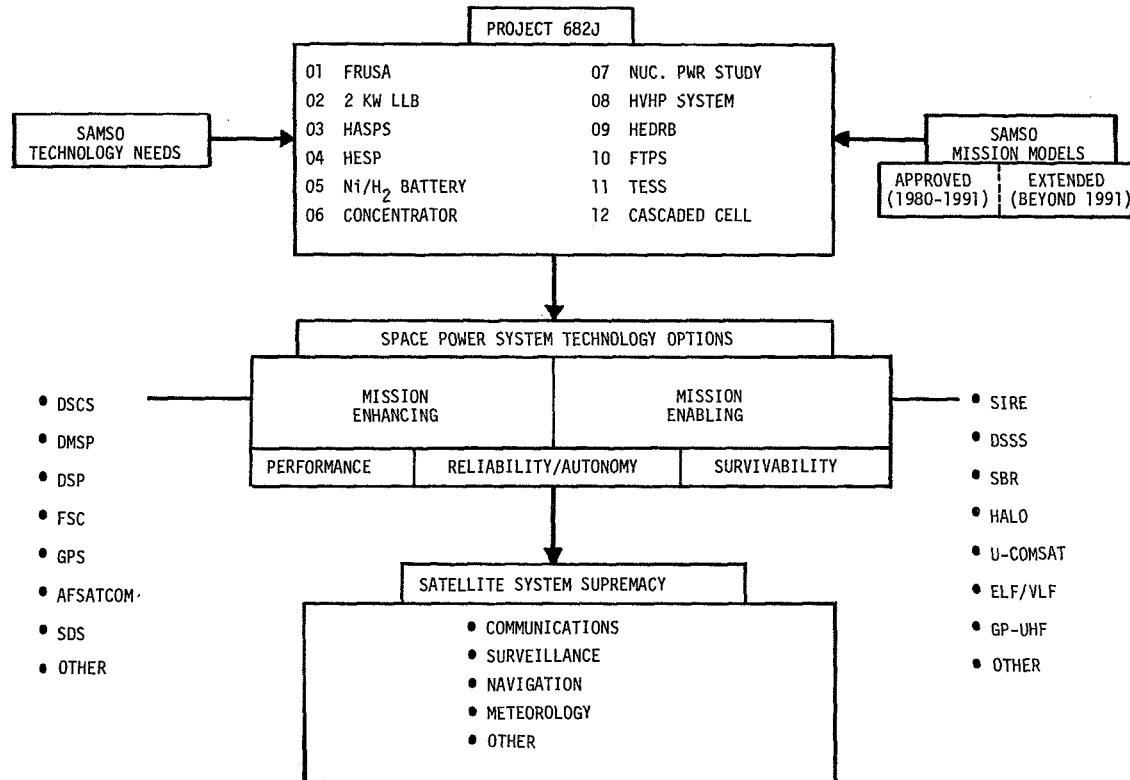 PROJECT 682J
01 FRUSA
02 2 KW LLB
03 HASPS
04 HESP
05 Ni/H2 BATTERY
06 CONCENTRATOR
07 NUC. PWR STUDY
08 HVHP SYSTEM
09 HEDRB
10 FTPS
11 TESS
12 CASCADED CELL
SAMSO
TECHNOLOGY NEEDS
SAMSO
MISSION MODELS
APPROVED
(1980-1991)
EXTENDED
(BEYOND 1991)
SPACE POWER SYSTEM TECHNOLOGY OPTIONS
MISSION
ENHANCING
MISSION
ENABLING
PERFORMANCE
RELIABILITY/AUTONOMY
SURVIVABILITY
• DSCS
• DMSP
• DSP
• FSC
• GPS
• AFSATCOM
• SDS
• OTHER
• SIRE
• DSSS
• SBR
• HALO
• U-COMSAT
• ELF/VLF
• GP-UHF
• OTHER
SATELLITE SYSTEM SUPREMACY
• COMMUNICATIONS
• SURVEILLANCE
• NAVIGATION
• METEOROLOGY
• OTHER